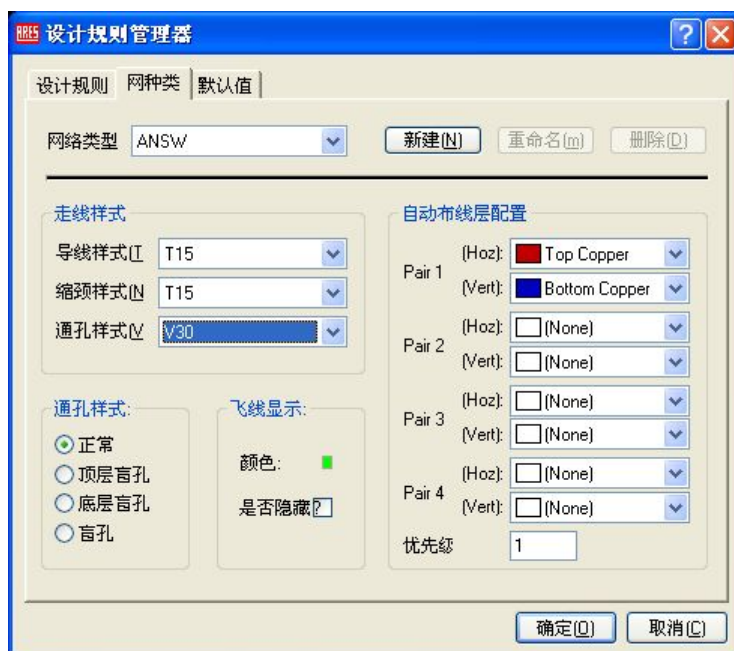 ARES 设计规则管理器
设计规则 网种类 默认值
网络类型 ANSW 新建(N) 重命名(m) 册除(D)
走线样式
导线样式(T T15
缩颈样式(N T15
通孔样式(V V30
自动布线层配置
Pair 1 (Hoz): Top Copper
(Vert): Bottom Copper
Pair 2 (Hoz): (None)
(Vert): (None)
Pair 3 (Hoz): (None)
(Vert): (None)
Pair 4 (Hoz): (None)
(Vert): (None)
优先级 1
通孔样式:
正常
顶层盲孔
底层盲孔
盲孔
飞线显示:
颜色:
是否隐藏?
确定(O) 取消(C)